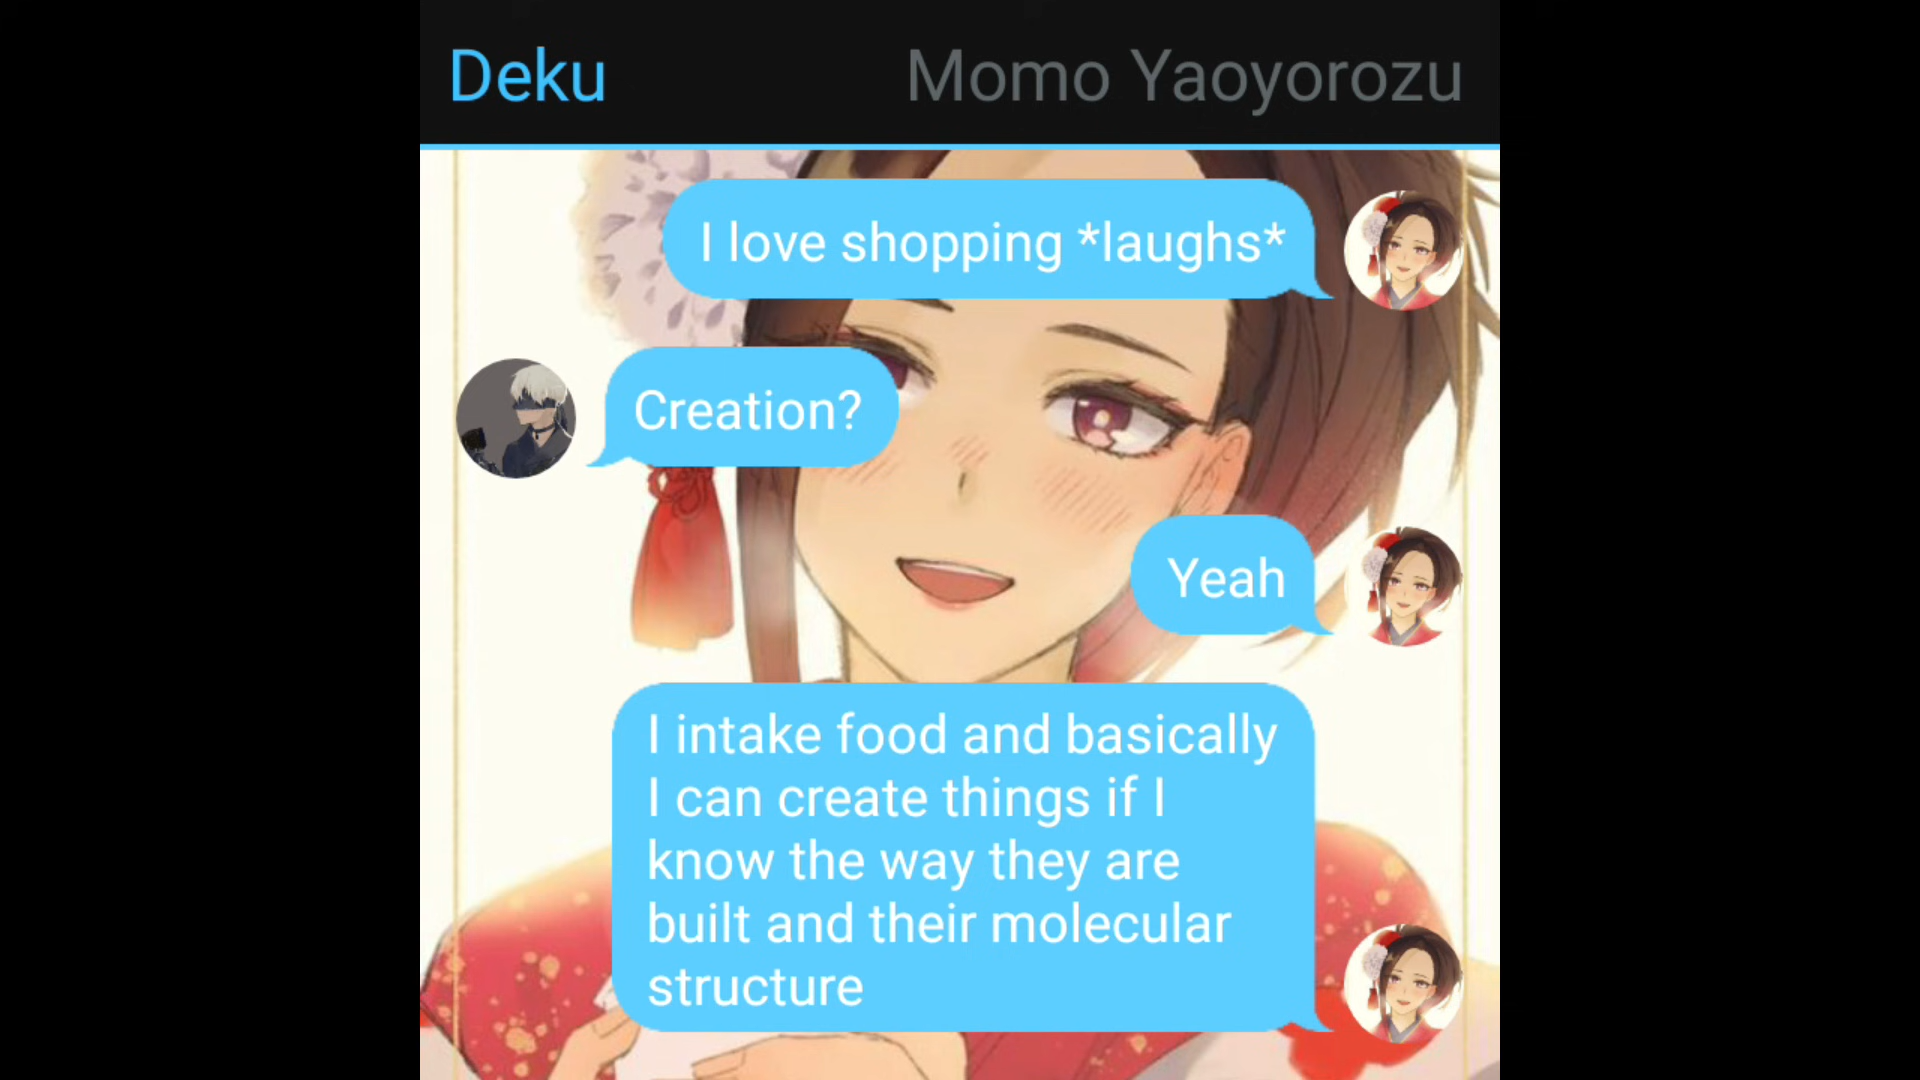 Deku
Momo Yaoyorozu
I love shopping *laughs*
Creation?
Yeah
I intake food and basically
I can create things if I
know the way they are
built and their molecular
structure